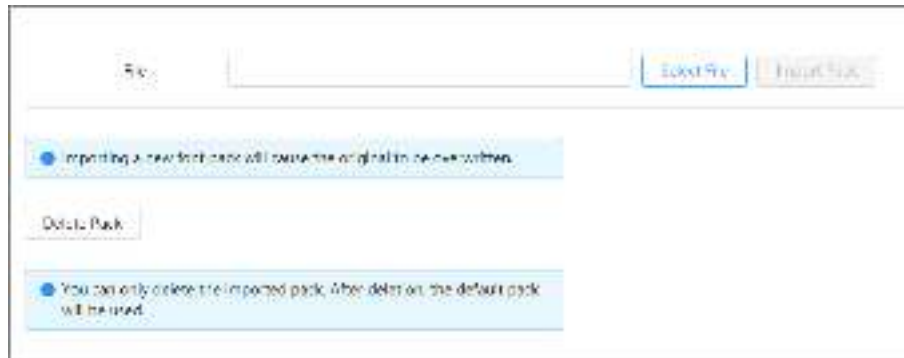 File
Select File
Import Pack
Importing a new font pack will cause the original to be overwritten.
Delete Pack
You can only delete the imported pack. After deletion, the default pack
will be used.